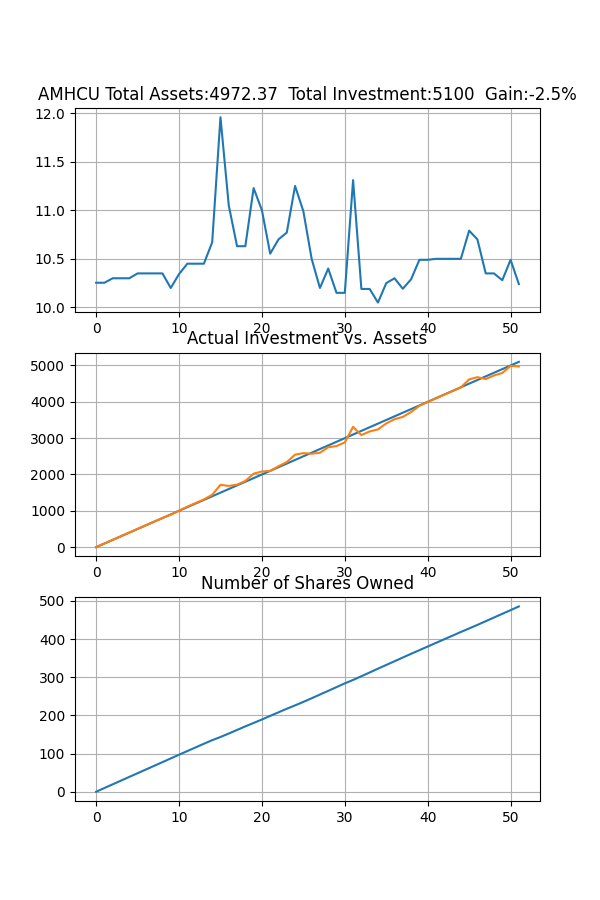 AMHCU Total Assets:4972.37  Total Investment:5100  Gain:-2.5%
12.0
11.5
11.0
10.5
10.0
0 10 20 30 40 50
Actual Investment vs. Assets
5000
4000
3000
2000
1000
0
0 10 20 30 40 50
Number of Shares Owned
500
400
300
200
100
0
0 10 20 30 40 50